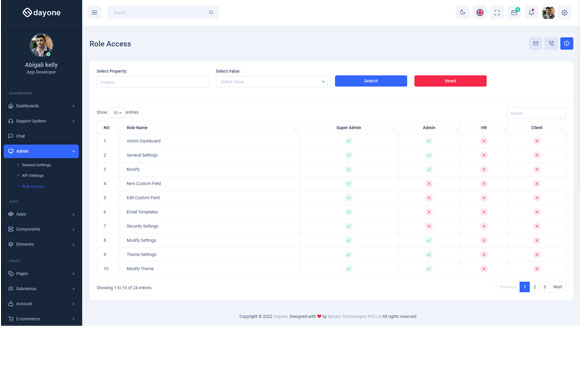 dayone
Search...
Abigali kelly
App Developer
DASHBOARDS
Dashboards
Support System
Chat
Admin
General Settings
API Settings
Role Access
APPS
Apps
Components
Elements
PAGES
Pages
Submenus
Account
E-commerce
Role Access
Select Property:
Property
Select Value:
Select Value
Search
Reset
Show 10 entries
Search...
NO Role Name Super Admin Admin HR Client
1 Admin Dashboard
2 General Settings
3 Modify
4 New Custom Field
5 Edit Custom Field
6 Email Templates
7 Security Settings
8 Modify Settings
9 Theme Settings
10 Modify Theme
Showing 1 to 10 of 24 entries
Previous 1 2 3 Next
Copyright © 2022 Dayone. Designed with by Spruko Technologies Pvt.Ltd All rights reserved.